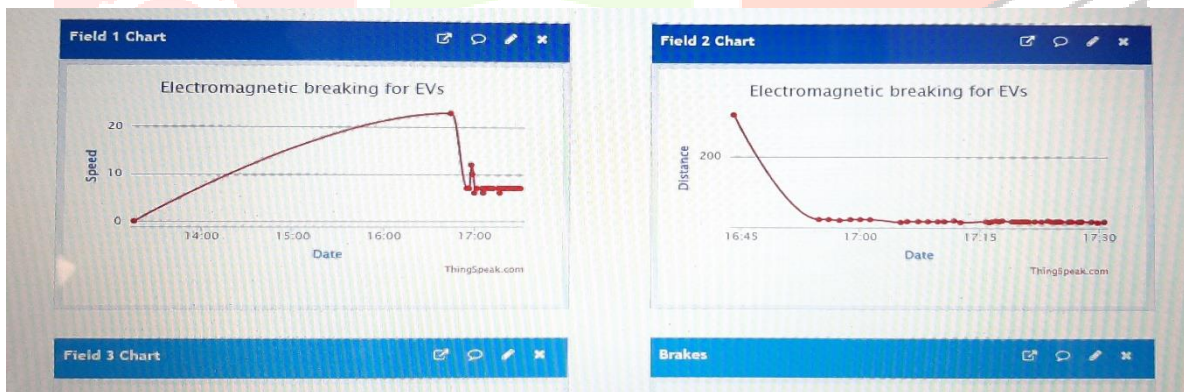 Field 1 Chart
Electromagnetic breaking for EVs
20
10
0
Speed
14:00 15:00 16:00 17:00
Date
ThingSpeak.com
Field 2 Chart
Electromagnetic breaking for EVs
200
Distance
16:45 17:00 17:15 17:30
Date
ThingSpeak.com
Field 3 Chart
Brakes